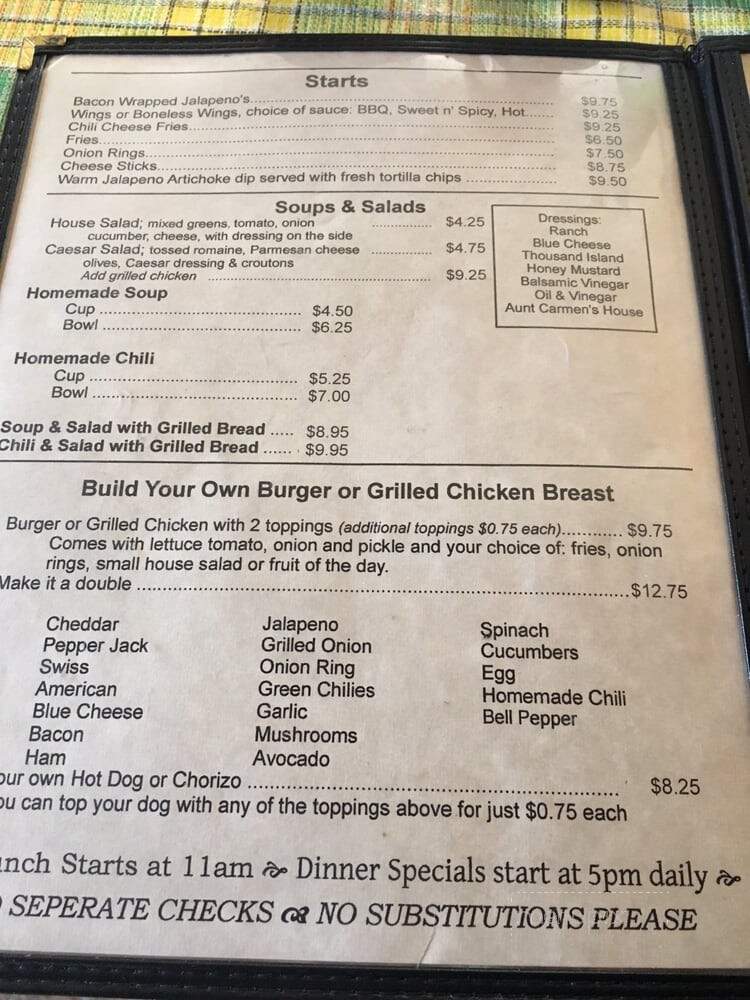 Starts
Bacon Wrapped Jalapeno's........ $9.75
Wings or Boneless Wings, choice of sauce: BBQ, Sweet n' Spicy, Hot....... $9.25
Chili Cheese Fries........ $9.25
Fries........ $6.50
Onion Rings........ $7.50
Cheese Sticks........ $8.75
Warm Jalapeno Artichoke dip served with fresh tortilla chips ........ $9.50
Soups & Salads
House Salad; mixed greens, tomato, onion ........ $4.25
cucumber, cheese, with dressing on the side
Caesar Salad; tossed romaine, Parmesan cheese ........ $4.75
olives, Caesar dressing & croutons
Add grilled chicken ........ $9.25
Dressings:
Ranch
Blue Cheese
Thousand Island
Honey Mustard
Balsamic Vinegar
Oil & Vinegar
Aunt Carmen's House
Homemade Soup
Cup ........ $4.50
Bowl ........ $6.25
Homemade Chili
Cup ........ $5.25
Bowl ........ $7.00
Soup & Salad with Grilled Bread ..... $8.95
Chili & Salad with Grilled Bread ...... $9.95
Build Your Own Burger or Grilled Chicken Breast
Burger or Grilled Chicken with 2 toppings (additional toppings $0.75 each)............ $9.75
Comes with lettuce tomato, onion and pickle and your choice of: fries, onion
rings, small house salad or fruit of the day.
Make it a double ........ $12.75
Cheddar
Pepper Jack
Swiss
American
Blue Cheese
Bacon
Ham
Jalapeno
Grilled Onion
Onion Ring
Green Chilies
Garlic
Mushrooms
Avocado
Spinach
Cucumbers
Egg
Homemade Chili
Bell Pepper
our own Hot Dog or Chorizo ........ $8.25
ou can top your dog with any of the toppings above for just $0.75 each
nch Starts at 11am Dinner Specials start at 5pm daily
SEPERATE CHECKS NO SUBSTITUTIONS PLEASE